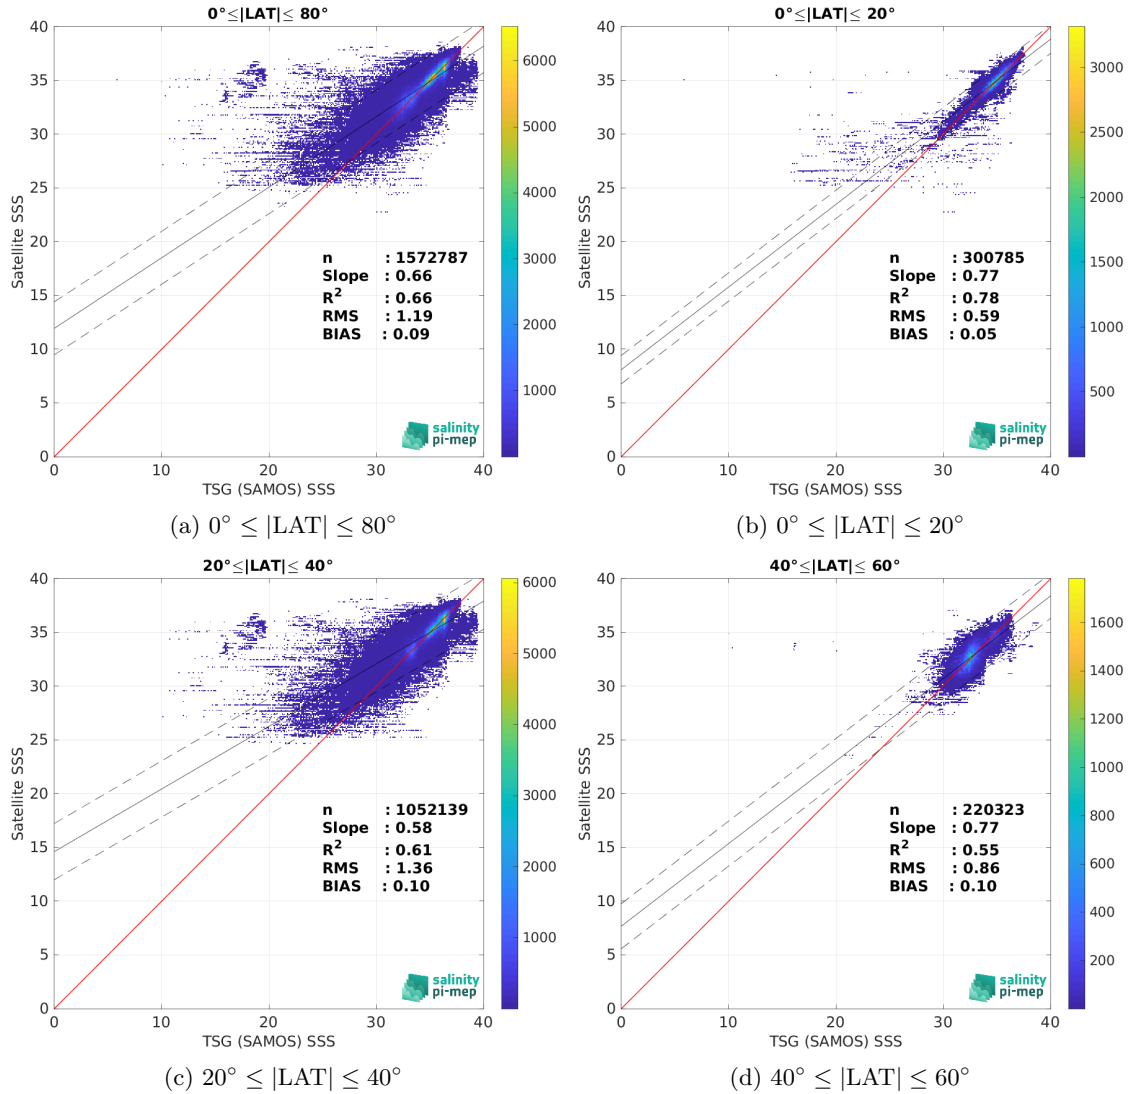 0°≤|LAT|≤ 80°
40
35
30
25
20
15
10
5
0
Satellite SSS
0
10
20
30
40
TSG (SAMOS) SSS
n : 1572787
Slope : 0.66
R² : 0.66
RMS : 1.19
BIAS : 0.09
salinity
pi-mep
6000
5000
4000
3000
2000
1000
(a) 0° ≤ |LAT| ≤ 80°
0°≤|LAT|≤ 20°
40
35
30
25
20
15
10
5
0
Satellite SSS
0
10
20
30
40
TSG (SAMOS) SSS
n : 300785
Slope : 0.77
R² : 0.78
RMS : 0.59
BIAS : 0.05
salinity
pi-mep
3000
2500
2000
1500
1000
500
(b) 0° ≤ |LAT| ≤ 20°
20°≤|LAT|≤ 40°
40
35
30
25
20
15
10
5
0
Satellite SSS
0
10
20
30
40
TSG (SAMOS) SSS
n : 1052139
Slope : 0.58
R² : 0.61
RMS : 1.36
BIAS : 0.10
salinity
pi-mep
6000
5000
4000
3000
2000
1000
(c) 20° ≤ |LAT| ≤ 40°
40°≤|LAT|≤ 60°
40
35
30
25
20
15
10
5
0
Satellite SSS
0
10
20
30
40
TSG (SAMOS) SSS
n : 220323
Slope : 0.77
R² : 0.55
RMS : 0.86
BIAS : 0.10
salinity
pi-mep
1600
1400
1200
1000
800
600
400
200
(d) 40° ≤ |LAT| ≤ 60°